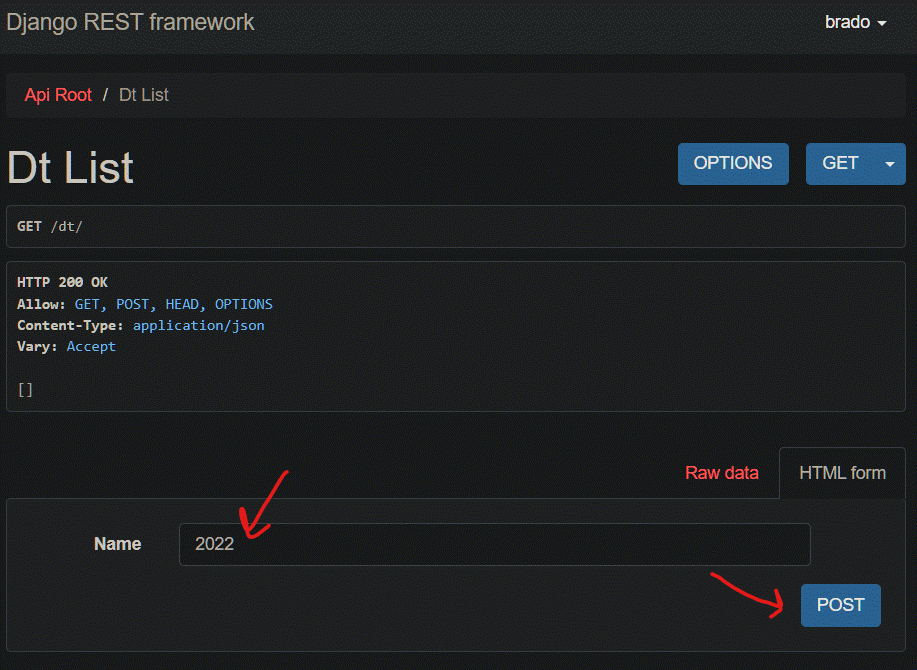 Django REST framework brado
Api Root / Dt List
Dt List OPTIONS GET
GET /dt/
HTTP 200 OK
Allow: GET, POST, HEAD, OPTIONS
Content-Type: application/json
Vary: Accept
[]
Raw data HTML form
Name 2022
POST